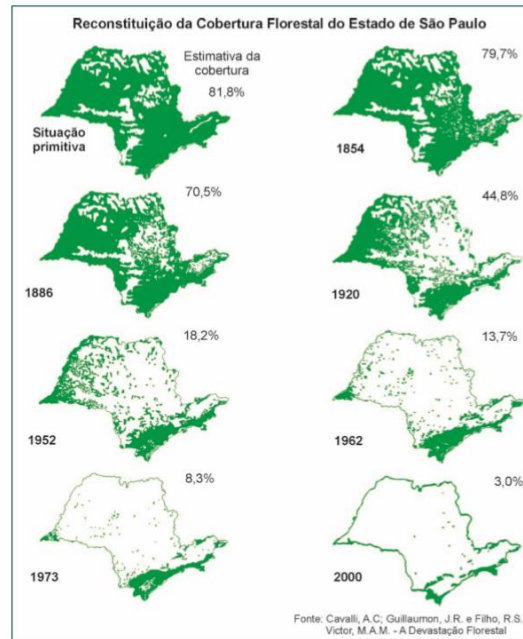 Reconstituição da Cobertura Florestal do Estado de São Paulo
Estimativa da
cobertura
81,8%
Situação
primitiva
79,7%
1854
70,5%
1886
44,8%
1920
18,2%
1952
13,7%
1962
8,3%
1973
3,0%
2000
Fonte: Cavalli, A.C; Guillaumon, J.R. e Filho, R.S.
Victor, M.A.M. - A Devastação Florestal